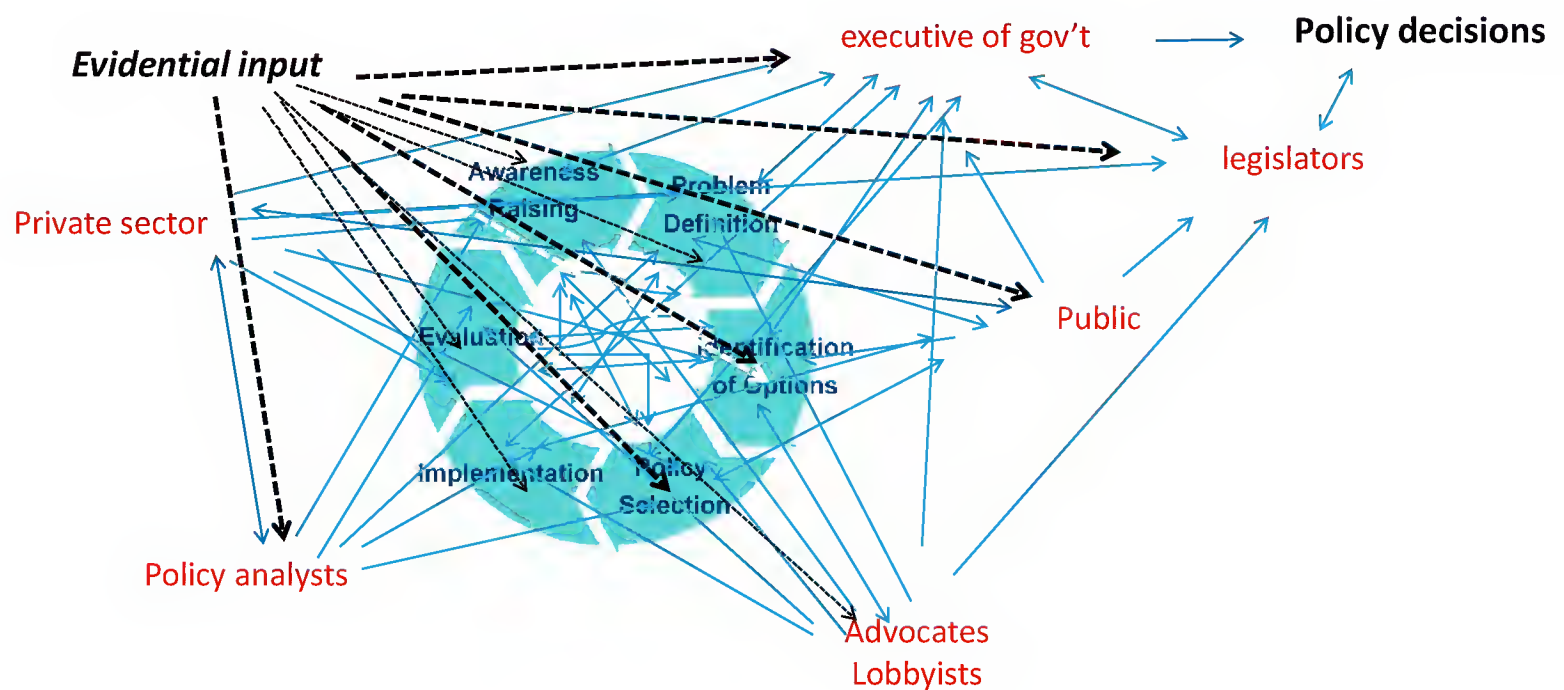 executive of gov't
Policy decisions
Evidential input
legislators
Awareness
Raising
Problem
Definition
Private sector
Public
Evaluation
Identification
of Options
Implementation
Policy
Selection
Policy analysts
Advocates
Lobbyists